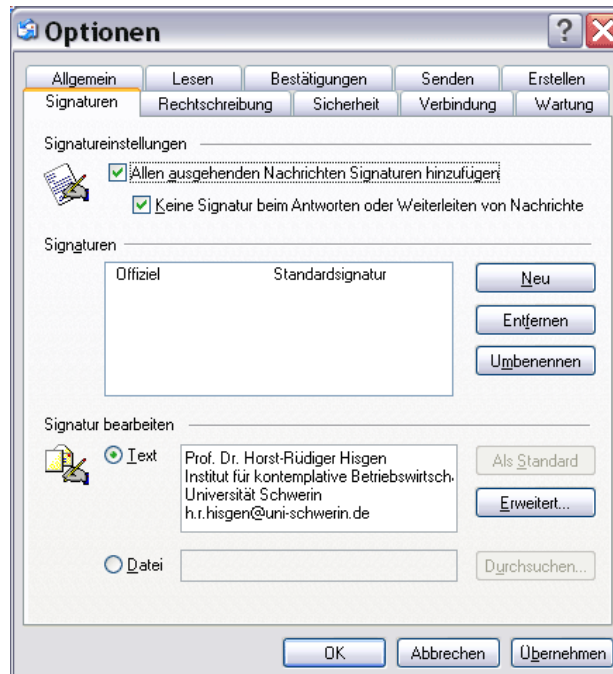 Optionen
Allgemein Lesen Bestätigungen Senden Erstellen
Signaturen Rechtschreibung Sicherheit Verbindung Wartung
Signatureinstellungen
Allen ausgehenden Nachrichten Signaturen hinzufügen
Keine Signatur beim Antworten oder Weiterleiten von Nachrichte
Signaturen
Offiziel Standardsignatur
Neu
Entfernen
Umbenennen
Signatur bearbeiten
Text
Prof. Dr. Horst-Rüdiger Hisgen
Institut für kontemplative Betriebswirtsch
Universität Schwerin
h.r.hisgen@uni-schwerin.de
Als Standard
Erweitert...
Datei
Durchsuchen...
OK Abbrechen Übernehmen